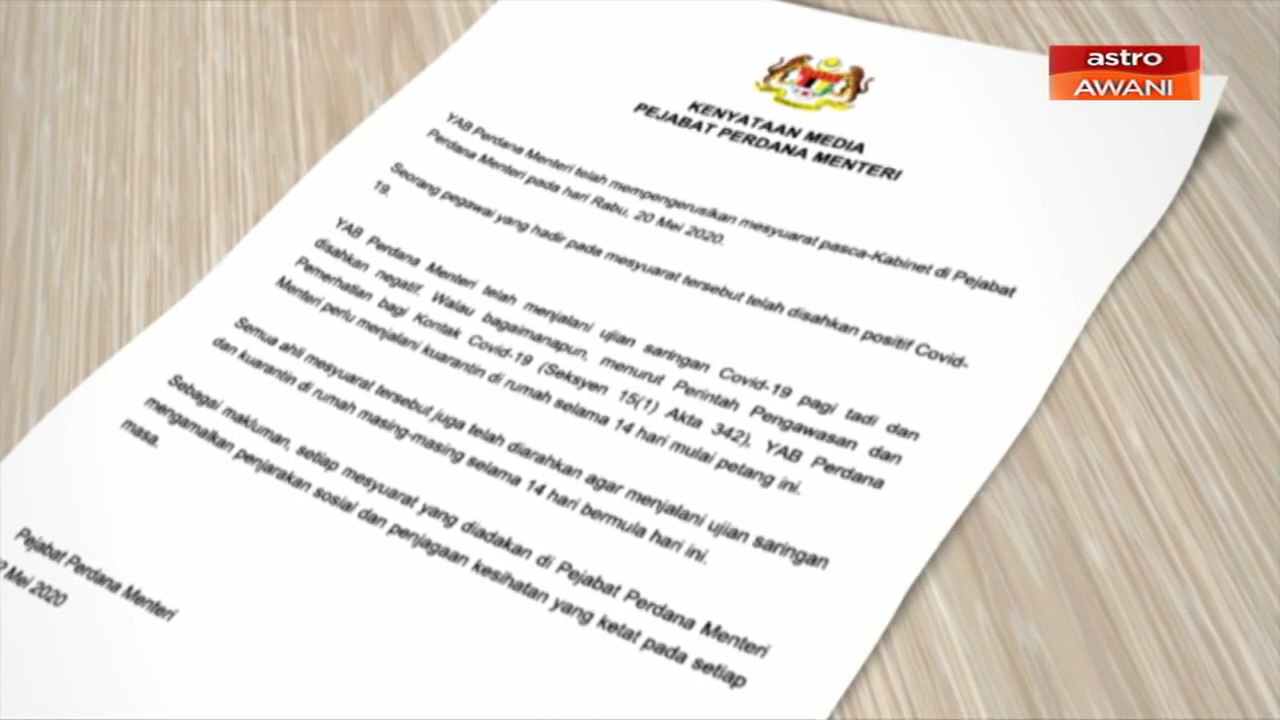 astro
AWANI
KENYATAAN MEDIA
PEJABAT PERDANA MENTERI
YAB Perdana Menteri telah mempengerusikan mesyuarat pasca-Kabinet di Pejabat
Perdana Menteri pada hari Rabu, 20 Mei 2020.
Seorang pegawai yang hadir pada mesyuarat tersebut telah disahkan positif Covid-
19.
YAB Perdana Menteri telah menjalani ujian saringan Covid-19 pagi tadi dan
disahkan negatif. Walau bagaimanapun, menurut Perintah Pengawasan dan
Pemerhatian bagi Kontak Covid-19 (Seksyen 15(1) Akta 342), YAB Perdana
Menteri perlu menjalani kuarantin di rumah selama 14 hari mulai petang ini.
Semua ahli mesyuarat tersebut juga telah diarahkan agar menjalani ujian saringan
dan kuarantin di rumah masing-masing selama 14 hari bermula hari ini.
Sebagai makluman, setiap mesyuarat yang diadakan di Pejabat Perdana Menteri
mengamalkan penjarakan sosial dan penjagaan kesihatan yang ketat pada setiap
masa.
Pejabat Perdana Menteri
2 Mei 2020